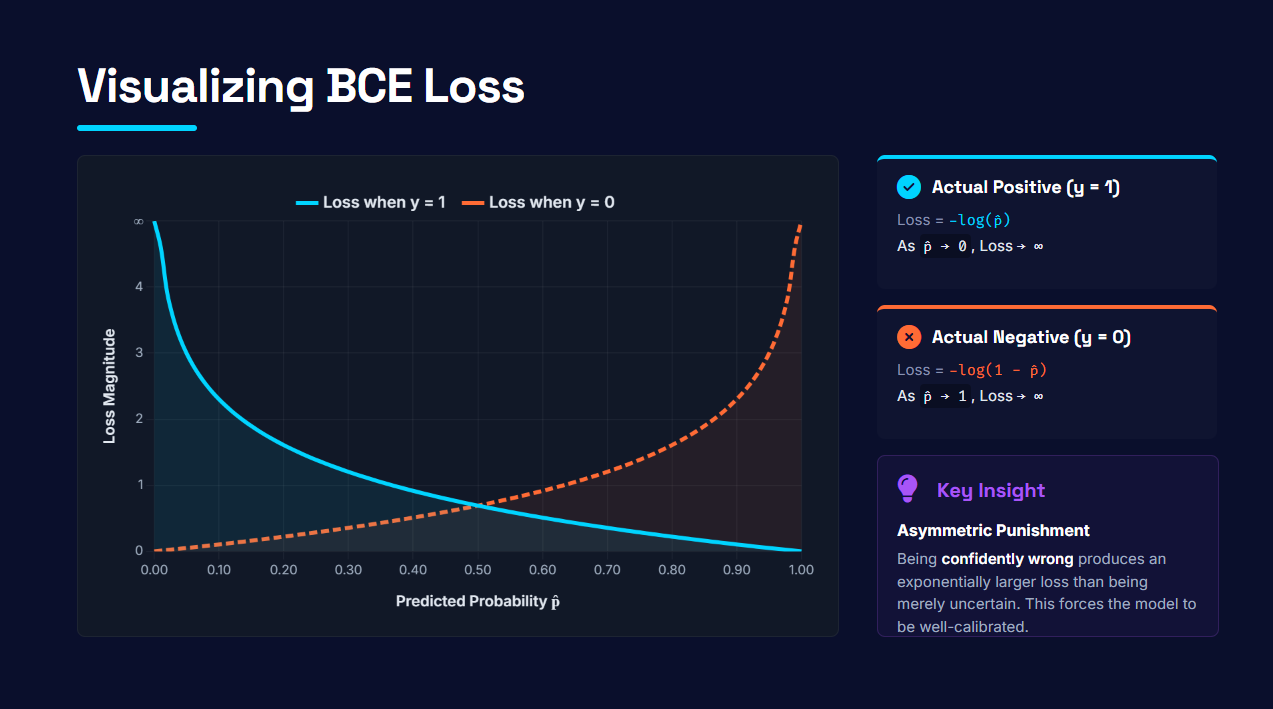 Visualizing BCE Loss
Loss when y = 1 Loss when y = 0
∞
4
3
2
1
0
Loss Magnitude
0.00 0.10 0.20 0.30 0.40 0.50 0.60 0.70 0.80 0.90 1.00
Predicted Probability p̂
Actual Positive (y = 1)
Loss = -log(p̂)
As p̂ → 0, Loss → ∞
Actual Negative (y = 0)
Loss = -log(1 - p̂)
As p̂ → 1, Loss → ∞
Key Insight
Asymmetric Punishment
Being confidently wrong produces an
exponentially larger loss than being
merely uncertain. This forces the model to
be well-calibrated.